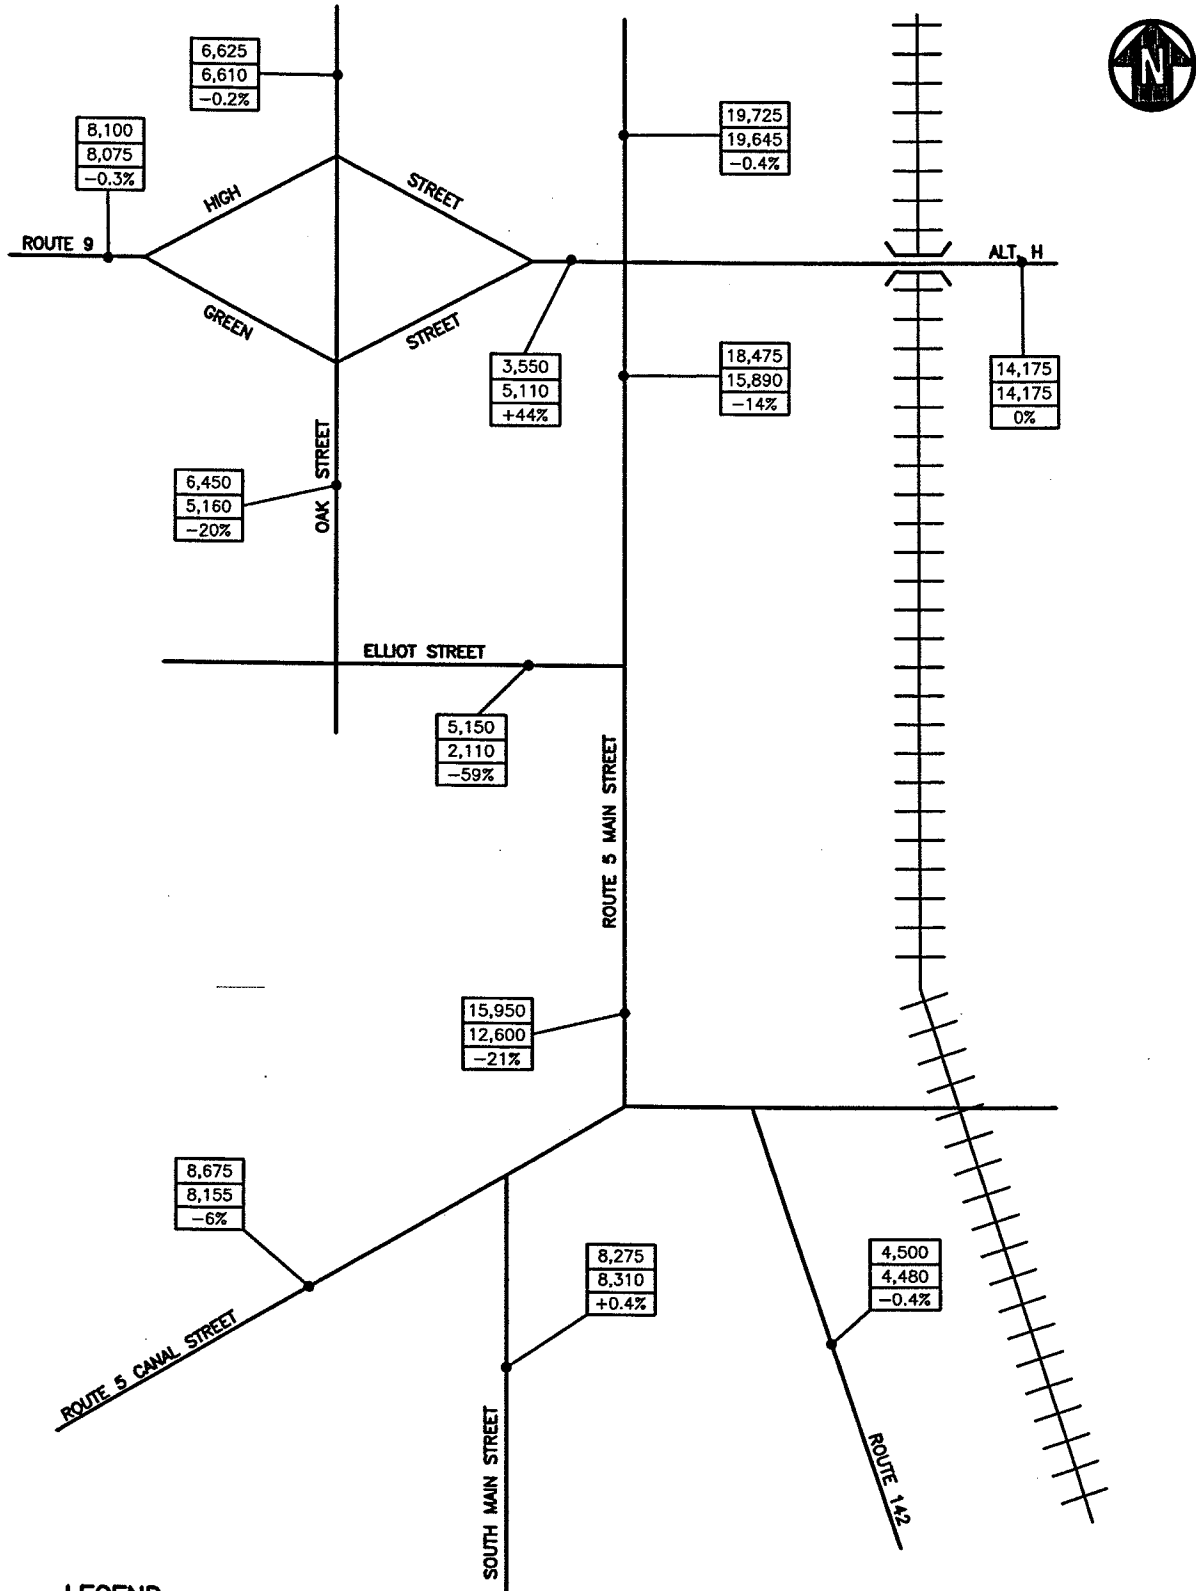 6,625
6,610
−0.2%
N
8,100
8,075
−0.3%
19,725
19,645
−0.4%
HIGH
STREET
ROUTE 9
ALT. H
GREEN
STREET
3,550
5,110
+44%
18,475
15,890
−14%
14,175
14,175
0%
OAK STREET
6,450
5,160
−20%
ELLIOT STREET
5,150
2,110
−59%
ROUTE 5 MAIN STREET
15,950
12,600
−21%
8,675
8,155
−6%
8,275
8,310
+0.4%
4,500
4,480
−0.4%
ROUTE 5 CANAL STREET
SOUTH MAIN STREET
ROUTE 142
LEGEND